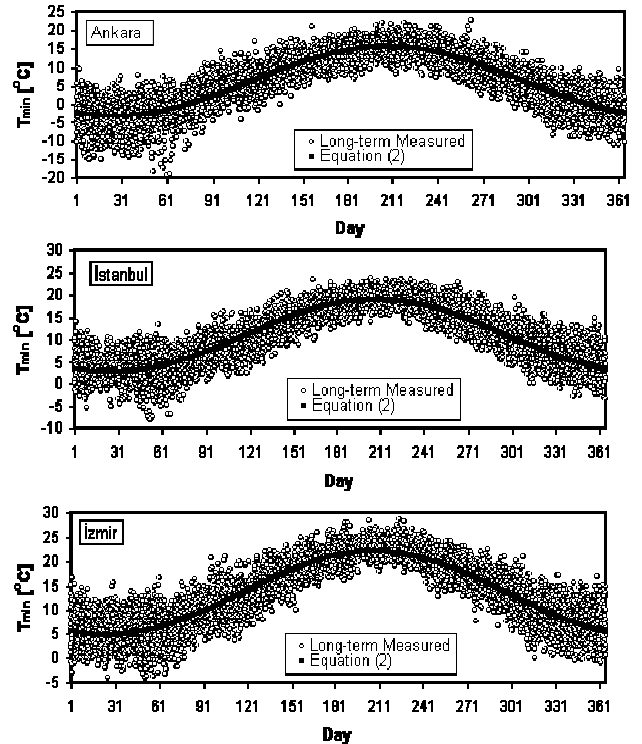 25
20
15
10
5
0
-5
-10
-15
-20
Tmin [°C]
Ankara
Long-term Measured
Equation (2)
1 31 61 91 121 151 181 211 241 271 301 331 361
Day
30
25
20
15
10
5
0
-5
-10
Tmin [°C]
İstanbul
Long-term Measured
Equation (2)
1 31 61 91 121 151 181 211 241 271 301 331 361
Day
30
25
20
15
10
5
0
-5
Tmin [°C]
İzmir
Long-term Measured
Equation (2)
1 31 61 91 121 151 181 211 241 271 301 331 361
Day